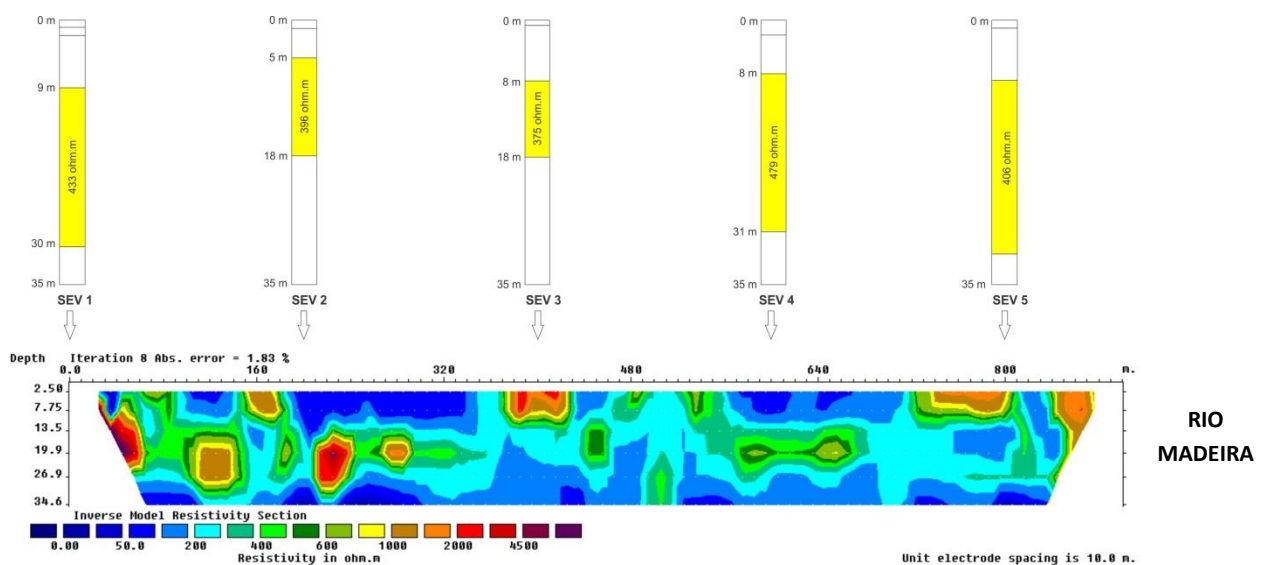 0 m 0 m 0 m 0 m 0 m
5 m
9 m 8 m 8 m
433 ohm.m 396 ohm.m 375 ohm.m 479 ohm.m 406 ohm.m
18 m 18 m
30 m 31 m
35 m 35 m 35 m 35 m 35 m
SEV 1 SEV 2 SEV 3 SEV 4 SEV 5
Depth Iteration 8 Abs. error = 1.83 %
0.0 160 320 480 640 800 m.
2.50
7.75
13.5
19.9
26.9
34.6
RIO
MADEIRA
Inverse Model Resistivity Section
0.00 50.0 200 400 600 1000 2000 4500
Resistivity in ohm.m Unit electrode spacing is 10.0 m.